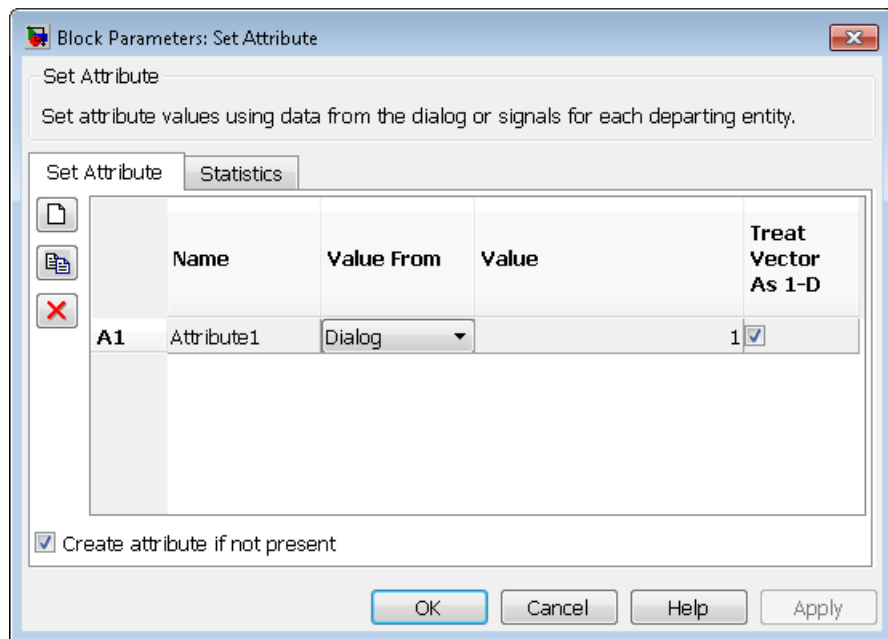 Block Parameters: Set Attribute
Set Attribute
Set attribute values using data from the dialog or signals for each departing entity.
Set Attribute Statistics
Name Value From Value Treat
Vector
As 1-D
A1 Attribute1 Dialog 1
Create attribute if not present
OK Cancel Help Apply